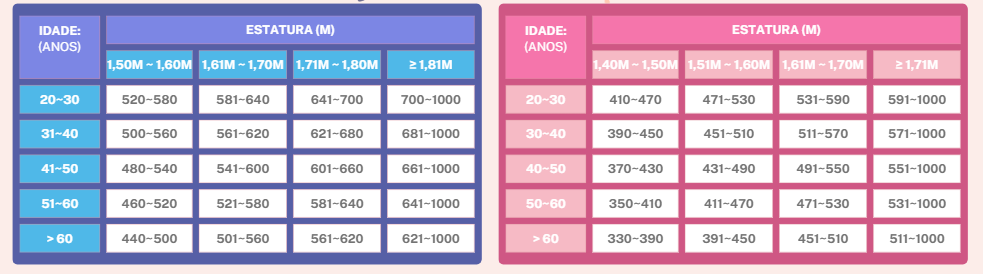 IDADE: ESTATURA (M)
(ANOS)
1,50M ~ 1,60M 1,61M ~ 1,70M 1,71M ~ 1,80M ≥ 1,81M
20~30 520~580 581~640 641~700 700~1000
31~40 500~560 561~620 621~680 681~1000
41~50 480~540 541~600 601~660 661~1000
51~60 460~520 521~580 581~640 641~1000
> 60 440~500 501~560 561~620 621~1000
IDADE: ESTATURA (M)
(ANOS)
1,40M ~ 1,50M 1,51M ~ 1,60M 1,61M ~ 1,70M ≥ 1,71M
20~30 410~470 471~530 531~590 591~1000
30~40 390~450 451~510 511~570 571~1000
40~50 370~430 431~490 491~550 551~1000
50~60 350~410 411~470 471~530 531~1000
> 60 330~390 391~450 451~510 511~1000